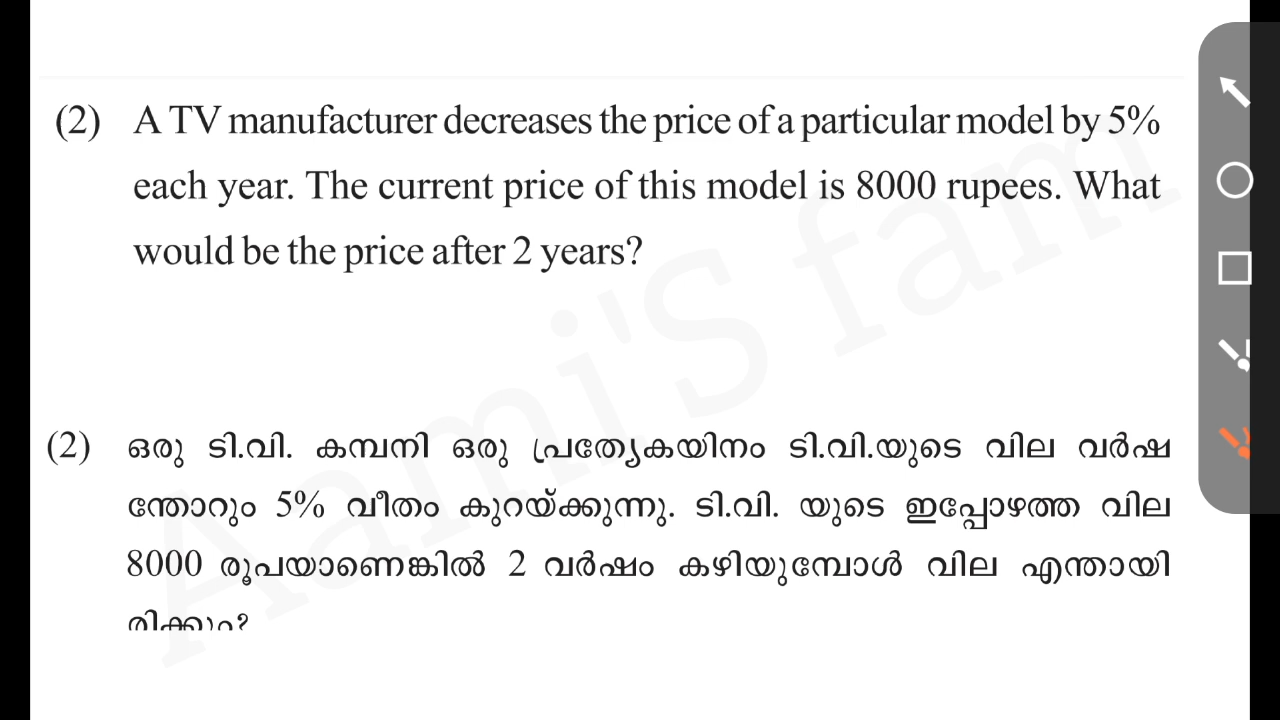 (2) A TV manufacturer decreases the price of a particular model by 5%
each year. The current price of this model is 8000 rupees. What
would be the price after 2 years?
Aami'S fam
(2) ഒരു ടി.വി. കമ്പനി ഒരു പ്രത്യേകയിനം ടി.വി.യുടെ വില വർഷ
ന്തോറും 5% വീതം കുറയ്ക്കുന്നു. ടി.വി. യുടെ ഇപ്പോഴത്ത വില
8000 രൂപയാണെങ്കിൽ 2 വർഷം കഴിയുമ്പോൾ വില എന്തായി
രിക്കും?